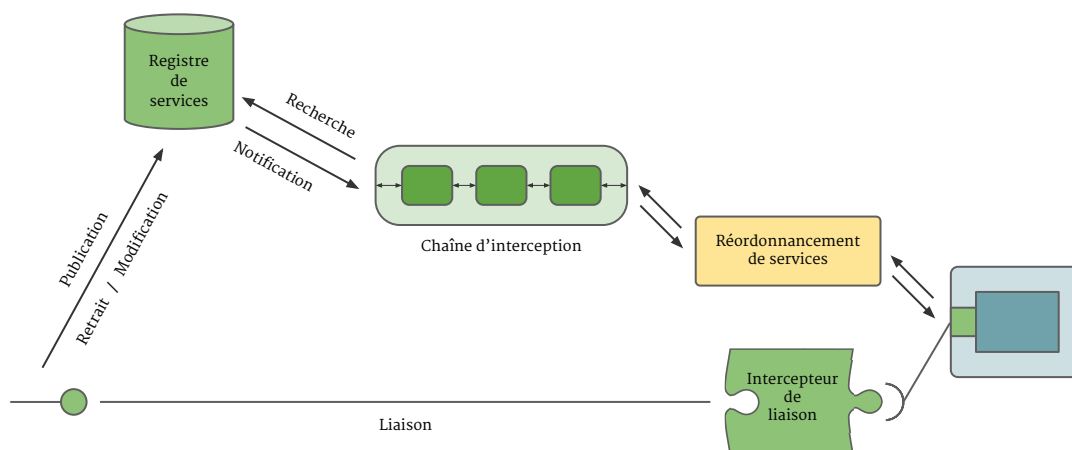 Registre
de
services
Recherche
Notification
Publication
Retrait / Modification
Chaîne d'interception
Réordonnancement
de services
Intercepteur
de
liaison
Liaison